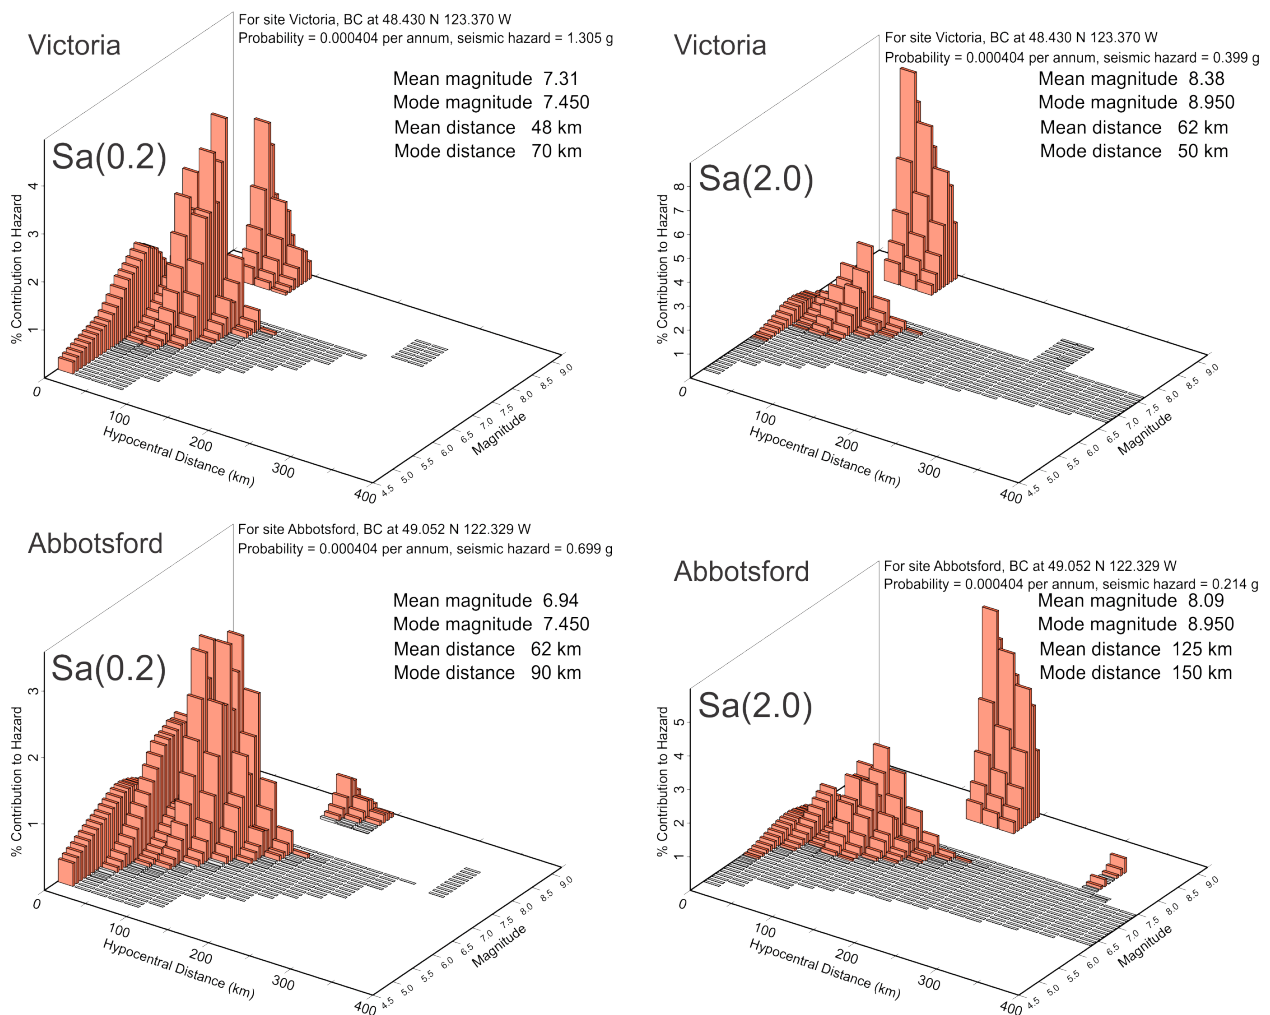 Victoria
For site Victoria, BC at 48.430 N 123.370 W
Probability = 0.000404 per annum, seismic hazard = 1.305 g
Mean magnitude 7.31
Mode magnitude 7.450
Mean distance 48 km
Mode distance 70 km
Sa(0.2)
% Contribution to Hazard
4
3
2
1
0
100
200
300
400
Hypocentral Distance (km)
4.5
5.0
5.5
6.0
6.5
7.0
7.5
8.0
8.5
9.0
Magnitude
Victoria
For site Victoria, BC at 48.430 N 123.370 W
Probability = 0.000404 per annum, seismic hazard = 0.399 g
Mean magnitude 8.38
Mode magnitude 8.950
Mean distance 62 km
Mode distance 50 km
Sa(2.0)
% Contribution to Hazard
8
7
6
5
4
3
2
1
0
100
200
300
400
Hypocentral Distance (km)
4.5
5.0
5.5
6.0
6.5
7.0
7.5
8.0
8.5
9.0
Magnitude
Abbotsford
For site Abbotsford, BC at 49.052 N 122.329 W
Probability = 0.000404 per annum, seismic hazard = 0.699 g
Mean magnitude 6.94
Mode magnitude 7.450
Mean distance 62 km
Mode distance 90 km
Sa(0.2)
% Contribution to Hazard
3
2
1
0
100
200
300
400
Hypocentral Distance (km)
4.5
5.0
5.5
6.0
6.5
7.0
7.5
8.0
8.5
9.0
Magnitude
Abbotsford
For site Abbotsford, BC at 49.052 N 122.329 W
Probability = 0.000404 per annum, seismic hazard = 0.214 g
Mean magnitude 8.09
Mode magnitude 8.950
Mean distance 125 km
Mode distance 150 km
Sa(2.0)
% Contribution to Hazard
5
4
3
2
1
0
100
200
300
400
Hypocentral Distance (km)
4.5
5.0
5.5
6.0
6.5
7.0
7.5
8.0
8.5
9.0
Magnitude